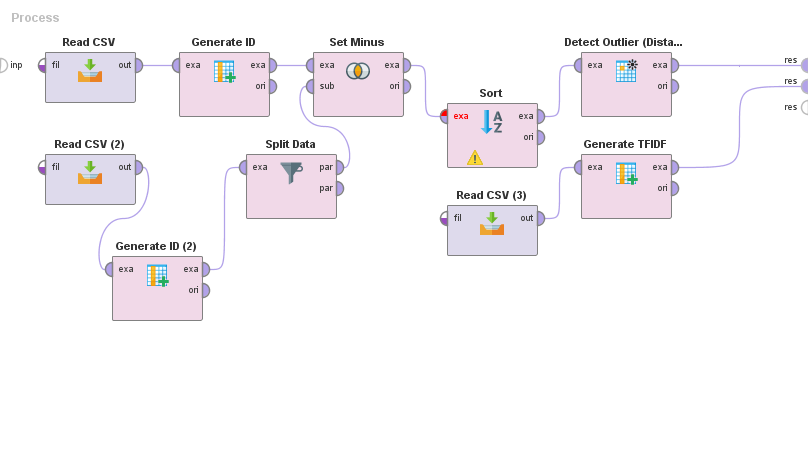 Process
Read CSV
Generate ID
Set Minus
Detect Outlier (Dista...
inp
fil
out
exa
exa
ori
exa
sub
exa
ori
exa
exa
ori
res
res
res
Sort
exa
A
Z
exa
ori
Read CSV (2)
fil
out
Split Data
exa
par
par
Generate TFIDF
exa
exa
ori
Read CSV (3)
fil
out
Generate ID (2)
exa
exa
ori